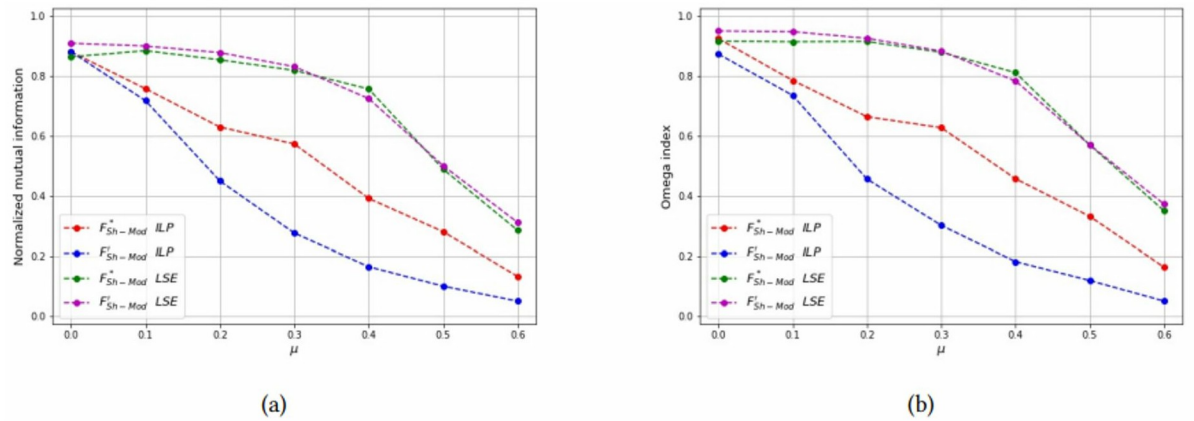 Normalized mutual information
1.0
0.8
0.6
0.4
0.2
0.0
F*Sh−Mod ILP
FrSh−Mod ILP
F*Sh−Mod LSE
FrSh−Mod LSE
0.0 0.1 0.2 0.3 0.4 0.5 0.6
μ
(a)
Omega index
1.0
0.8
0.6
0.4
0.2
0.0
F*Sh−Mod ILP
FrSh−Mod ILP
F*Sh−Mod LSE
FrSh−Mod LSE
0.0 0.1 0.2 0.3 0.4 0.5 0.6
μ
(b)